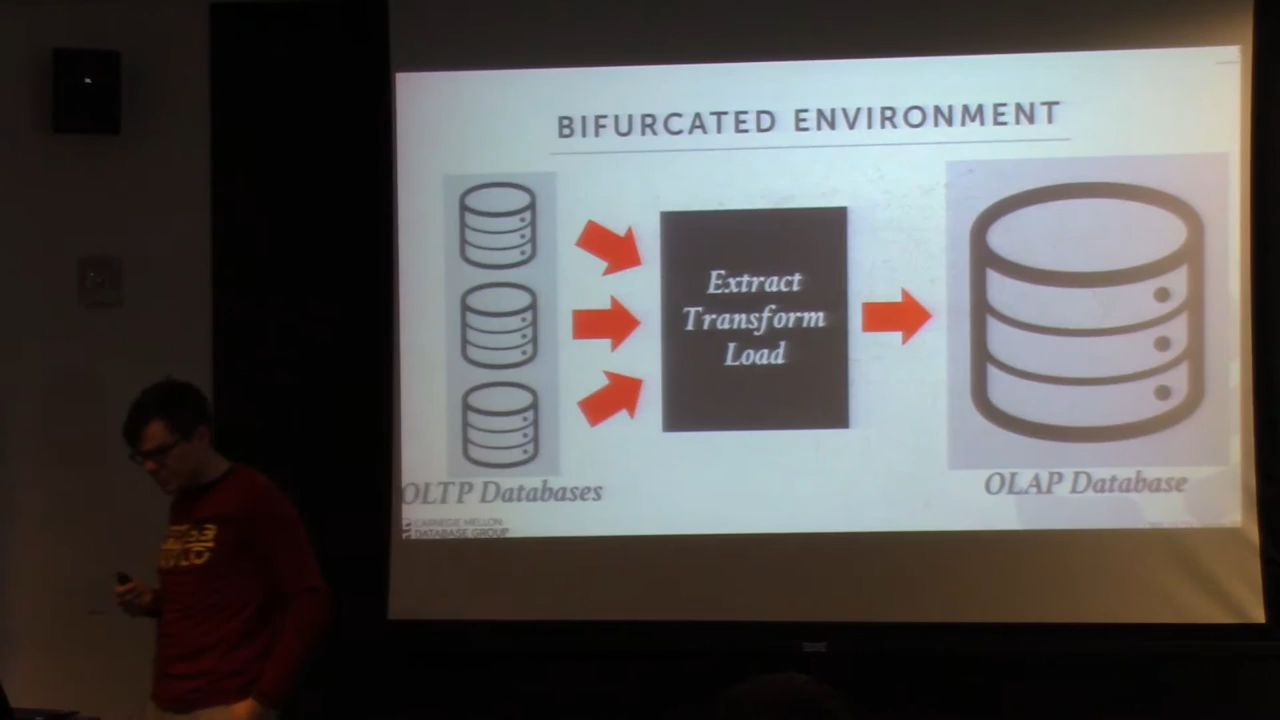 BIFURCATED ENVIRONMENT
Extract
Transform
Load
OLTP Databases
OLAP Database
CARNEGIE MELLON
DATABASE GROUP